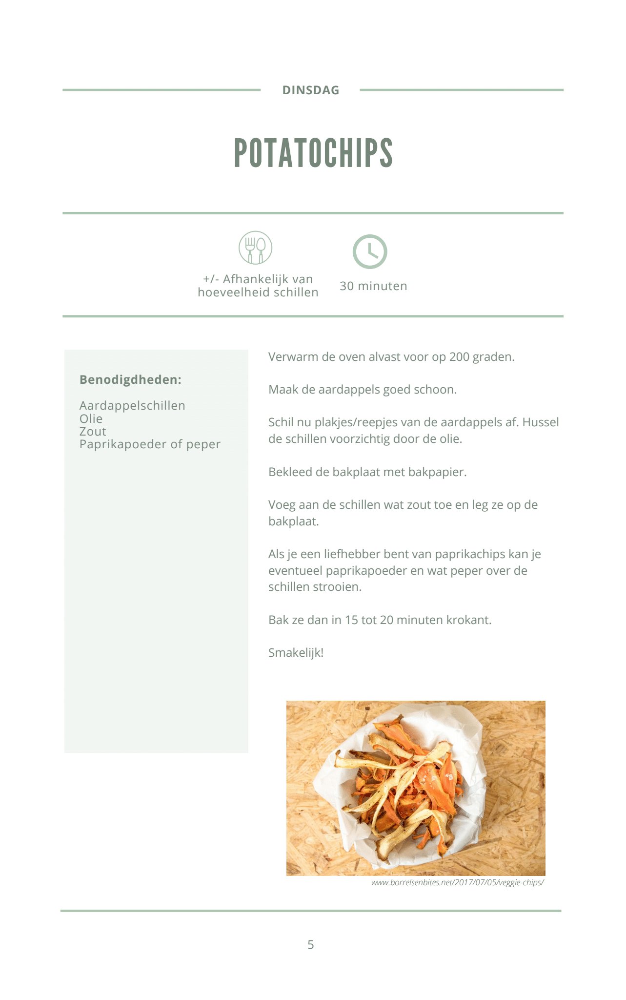 DINSDAG
POTATOCHIPS
+/- Afhankelijk van
hoeveelheid schillen
30 minuten
Benodigdheden:
Aardappelschillen
Olie
Zout
Paprikapoeder of peper
Verwarm de oven alvast voor op 200 graden.
Maak de aardappels goed schoon.
Schil nu plakjes/reepjes van de aardappels af. Hussel
de schillen voorzichtig door de olie.
Bekleed de bakplaat met bakpapier.
Voeg aan de schillen wat zout toe en leg ze op de
bakplaat.
Als je een liefhebber bent van paprikachips kan je
eventueel paprikapoeder en wat peper over de
schillen strooien.
Bak ze dan in 15 tot 20 minuten krokant.
Smakelijk!
www.borrelsenbites.net/2017/07/05/veggie-chips/
5